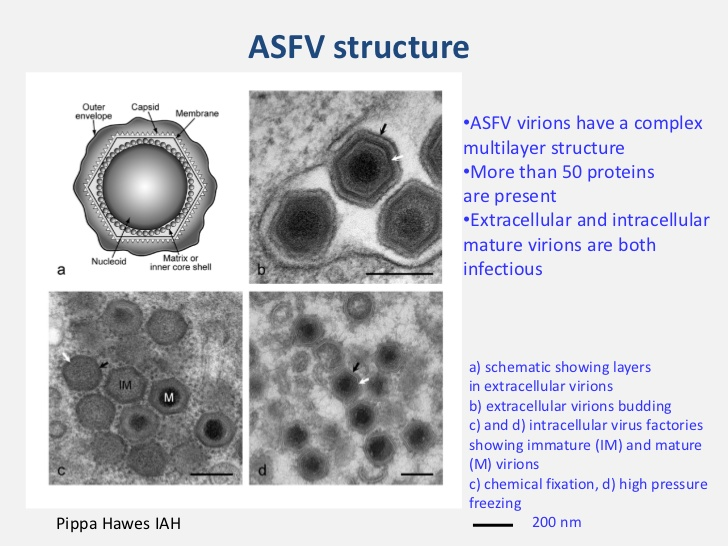 ASFV structure
Outer
envelope
Capsid
Membrane
Nucleoid
Matrix or
inner core shell
a
b
IM
M
c
d
•ASFV virions have a complex
multilayer structure
•More than 50 proteins
are present
•Extracellular and intracellular
mature virions are both
infectious
a) schematic showing layers
in extracellular virions
b) extracellular virions budding
c) and d) intracellular virus factories
showing immature (IM) and mature
(M) virions
c) chemical fixation, d) high pressure
freezing
200 nm
Pippa Hawes IAH